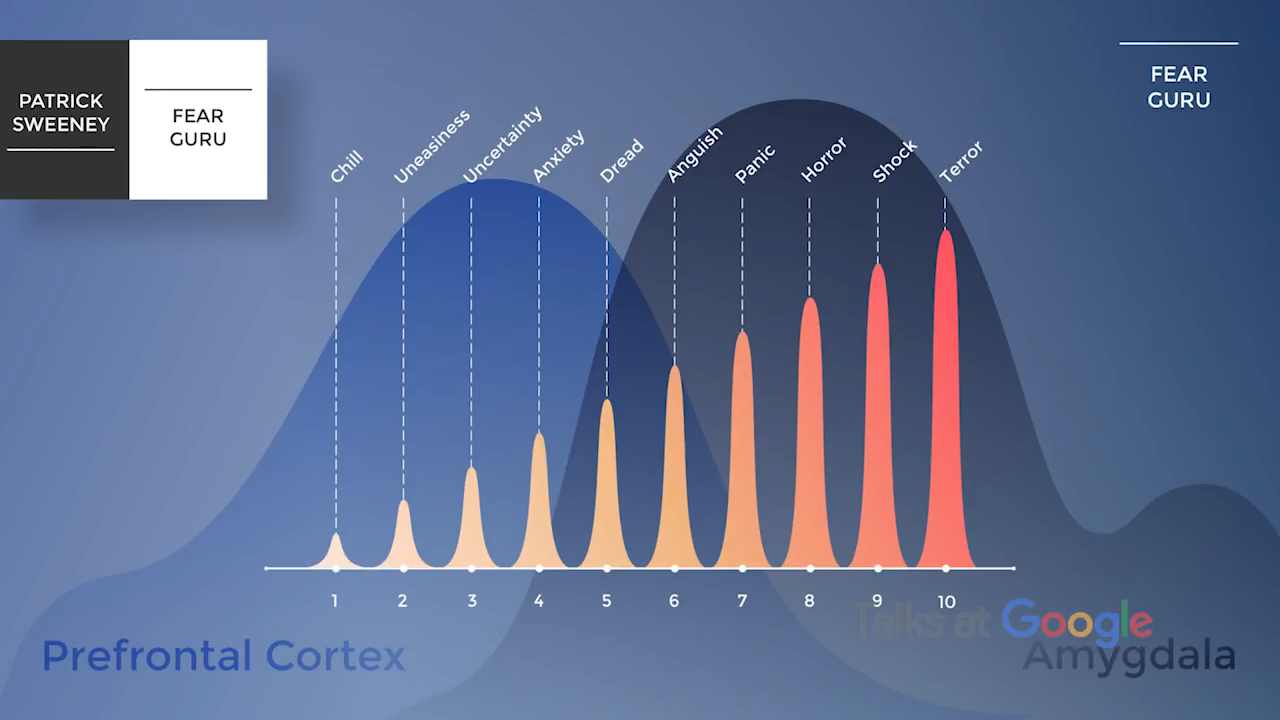 PATRICK
SWEENEY
FEAR
GURU
FEAR
GURU
Chill
Uneasiness
Uncertainty
Anxiety
Dread
Anguish
Panic
Horror
Shock
Terror
1 2 3 4 5 6 7 8 9 10
Talks at Google
Prefrontal Cortex
Amygdala